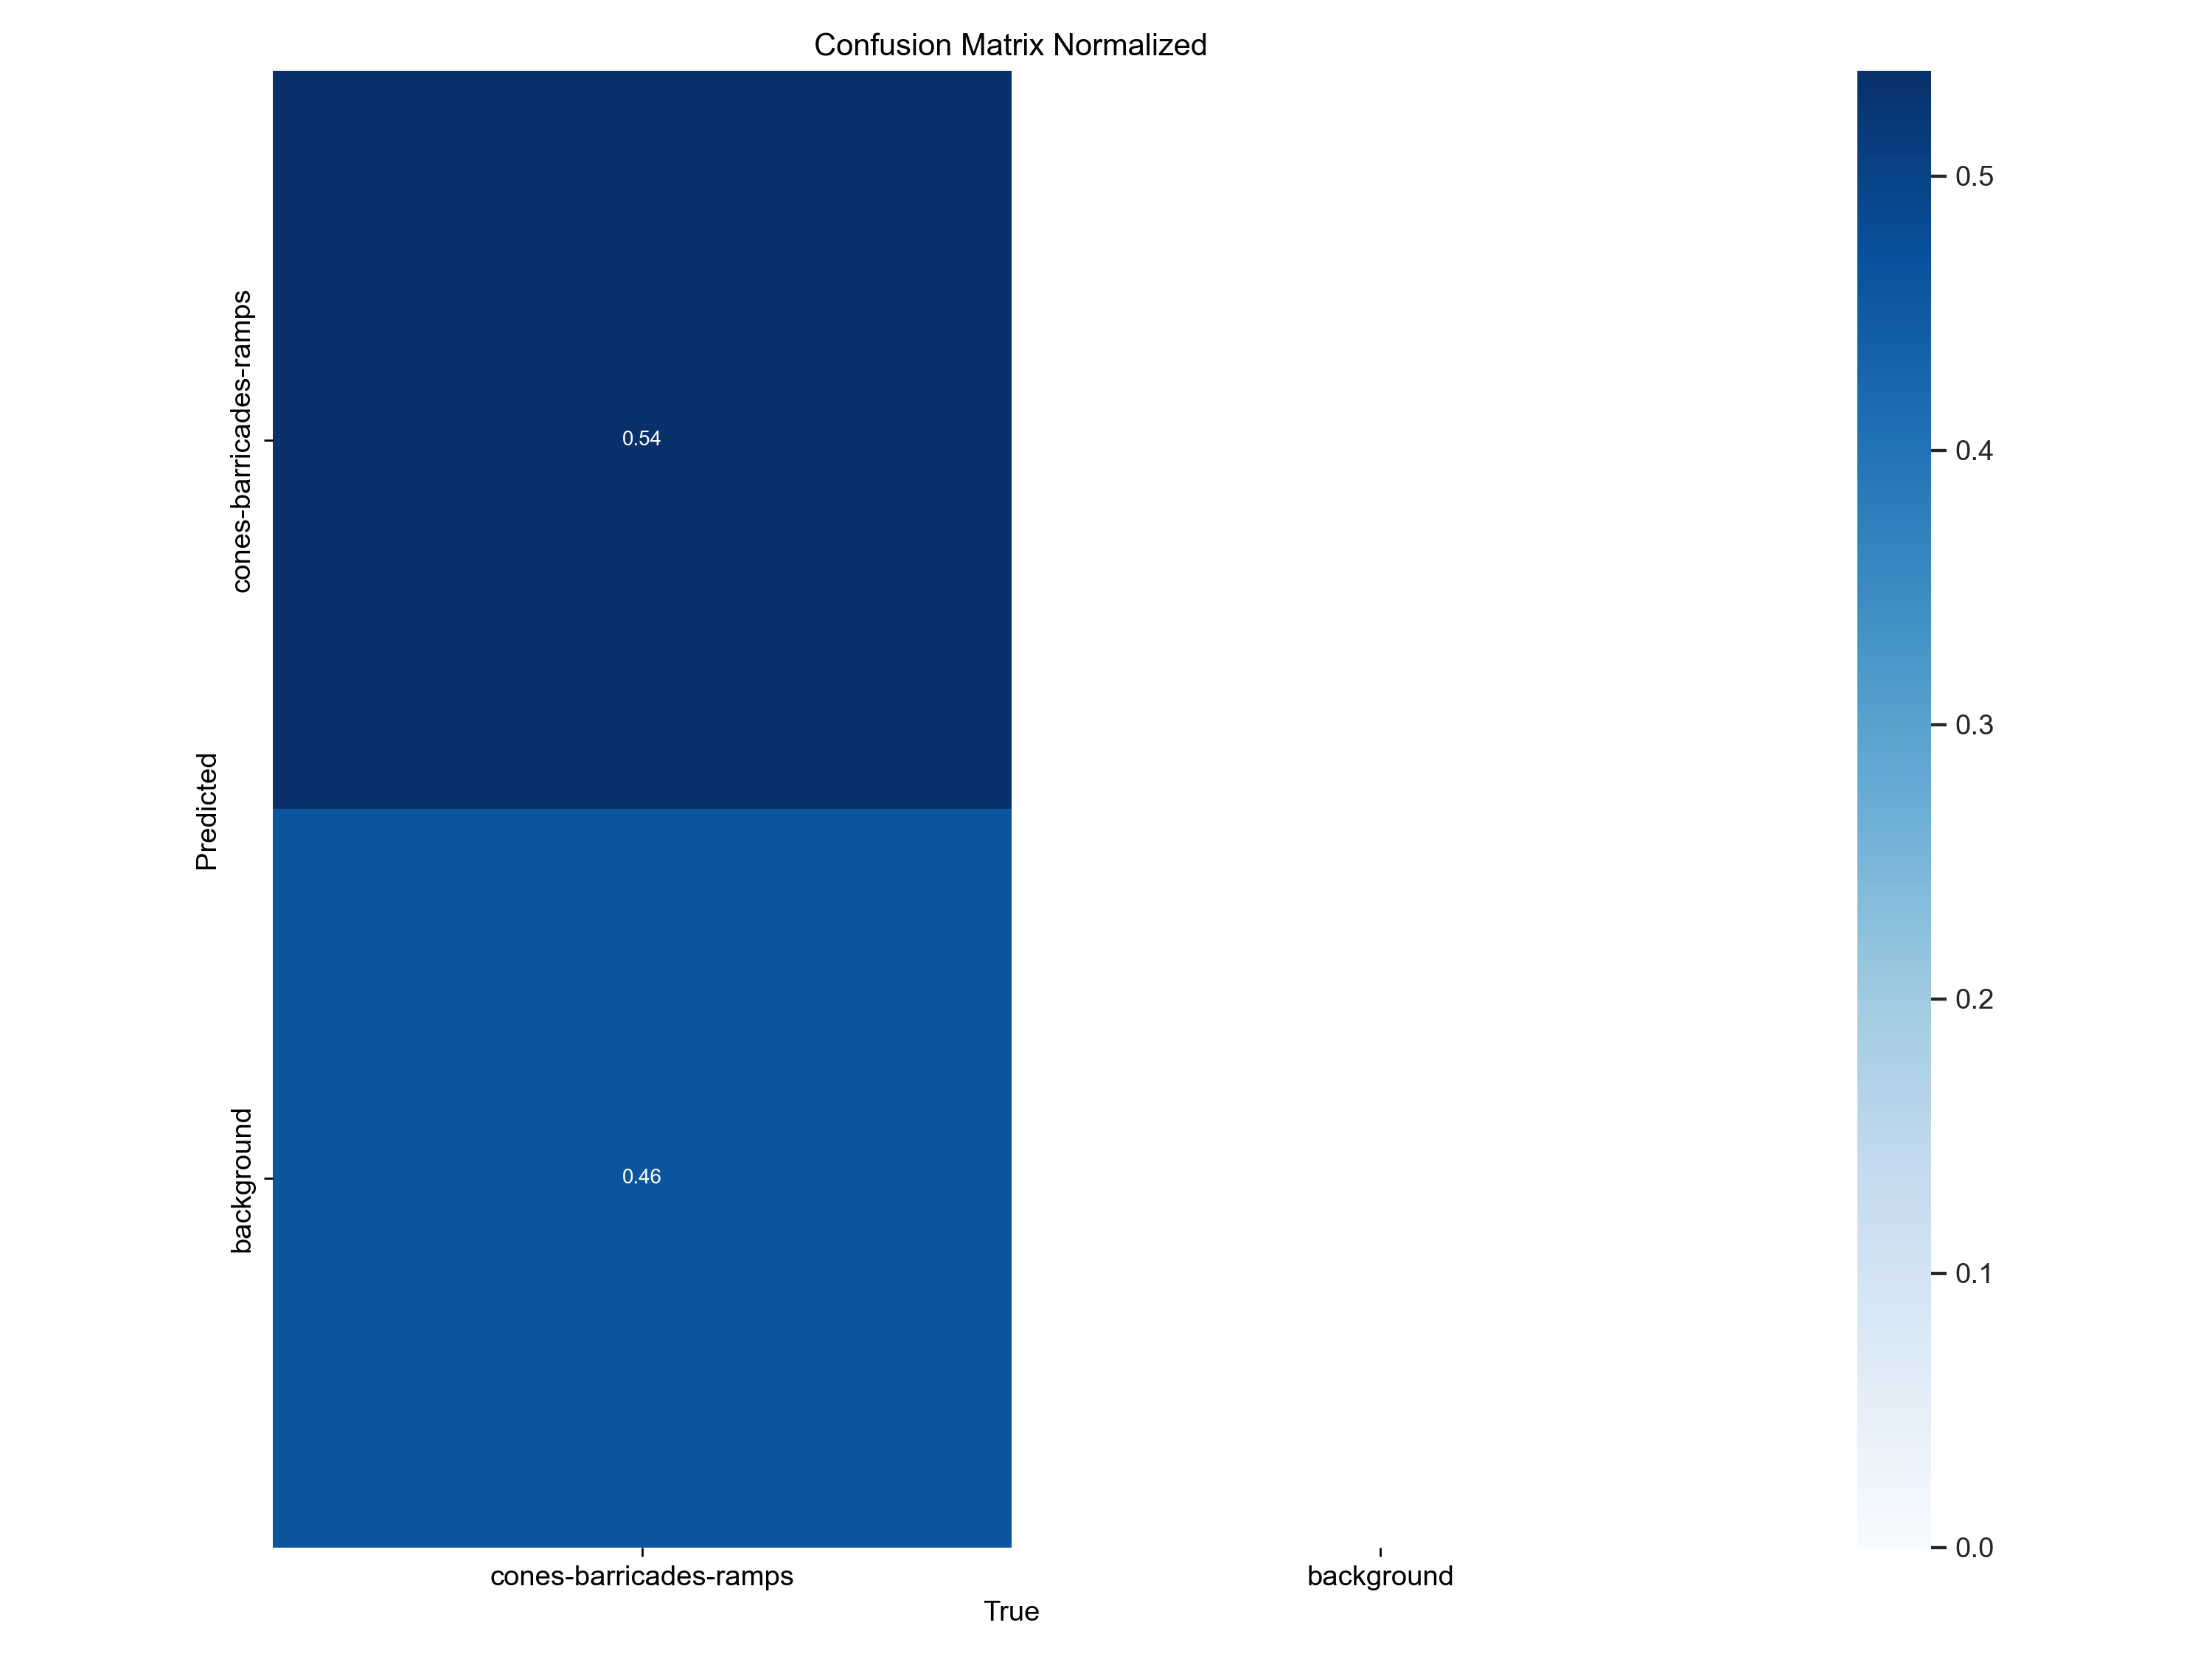 Confusion Matrix Normalized
cones-barricades-ramps
background
Predicted
0.54
0.46
cones-barricades-ramps
background
True
0.5
0.4
0.3
0.2
0.1
0.0